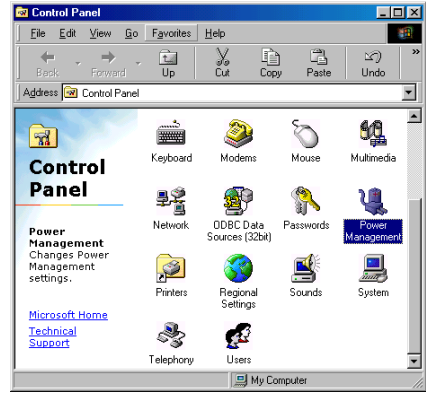 Control Panel
File Edit View Go Favorites Help
Back Forward Up Cut Copy Paste Undo »
Address Control Panel
Control
Panel
Power
Management
Changes Power
Management
settings.
Microsoft Home
Technical
Support
Keyboard Modems Mouse Multimedia
Network ODBC Data Passwords Power
Sources (32bit) Management
Printers Regional Sounds System
Settings
Telephony Users
My Computer